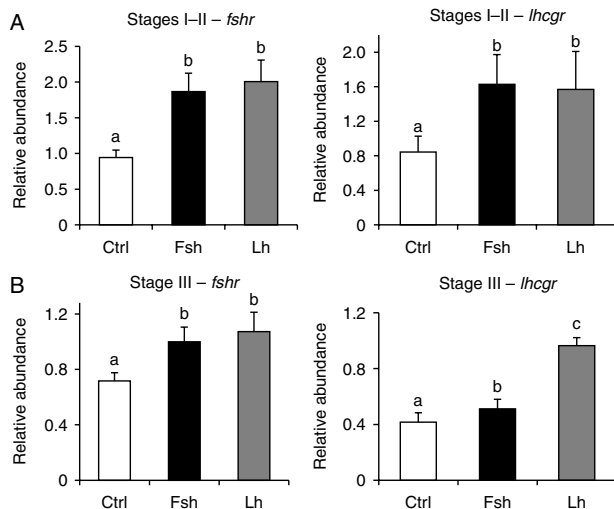 A
Stages I–II – fshr
Relative abundance
2.5
2.0
1.5
1.0
0.5
0
a
b
b
Ctrl
Fsh
Lh
Stages I–II – lhcgr
Relative abundance
2.0
1.6
1.2
0.8
0.4
0
a
b
b
Ctrl
Fsh
Lh
B
Stage III – fshr
Relative abundance
1.2
0.8
0.4
0
a
b
b
Ctrl
Fsh
Lh
Stage III – lhcgr
Relative abundance
1.2
0.8
0.4
0
a
b
c
Ctrl
Fsh
Lh